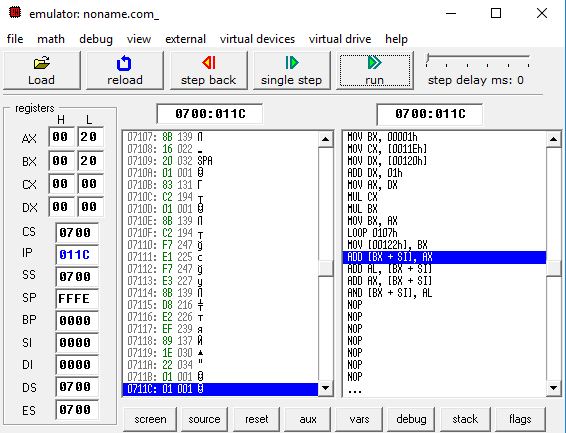 emulator: noname.com_
file math debug view external virtual devices virtual drive help
Load reload step back single step run step delay ms: 0
registers
H L
AX 00 20
BX 00 20
CX 00 00
DX 00 00
CS 0700
IP 011C
SS 0700
SP FFFE
BP 0000
SI 0000
DI 0000
DS 0700
ES 0700
0700:011C
07107: 8B 139 Л
07108: 16 022
07109: 20 032 SPA
0710A: 01 001
0710B: 83 131 Г
0710C: C2 194 ┬
0710D: 01 001
0710E: 8B 139 Л
0710F: C2 194 ┬
07110: F7 247
07111: E1 225 с
07112: F7 247
07113: E3 227 у
07114: 8B 139 Л
07115: D8 216 ╪
07116: E2 226 т
07117: EF 239 я
07118: 89 137 Й
07119: 1E 030 ▲
0711A: 22 034 "
0711B: 01 001
0711C: 01 001
0700:011C
MOV BX, 00001h
MOV CX, [0011Eh]
MOV DX, [00120h]
ADD DX, 01h
MOV AX, DX
MUL CX
MUL BX
MOV BX, AX
LOOP 0107h
MOV [00122h], BX
ADD [BX + SI], AX
ADD AL, [BX + SI]
ADD AX, [BX + SI]
AND [BX + SI], AL
NOP
NOP
NOP
NOP
NOP
NOP
NOP
...
screen source reset aux vars debug stack flags